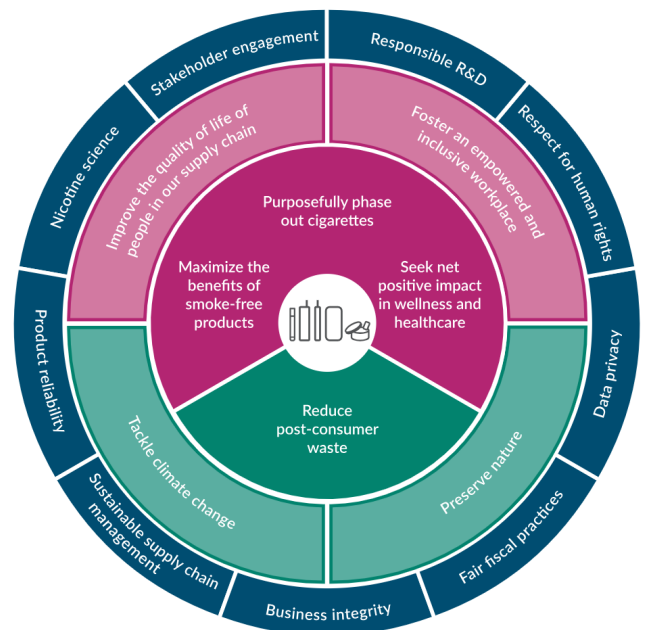 Stakeholder engagement
Responsible R&D
Respect for human rights
Data privacy
Fair fiscal practices
Business integrity
Sustainable supply chain
management
Product reliability
Nicotine science
Improve the quality of life of
people in our supply chain
Foster an empowered and
inclusive workplace
Preserve nature
Tackle climate change
Purposefully phase
out cigarettes
Maximize the
benefits of
smoke-free
products
Seek net
positive impact
in wellness and
healthcare
Reduce
post-consumer
waste